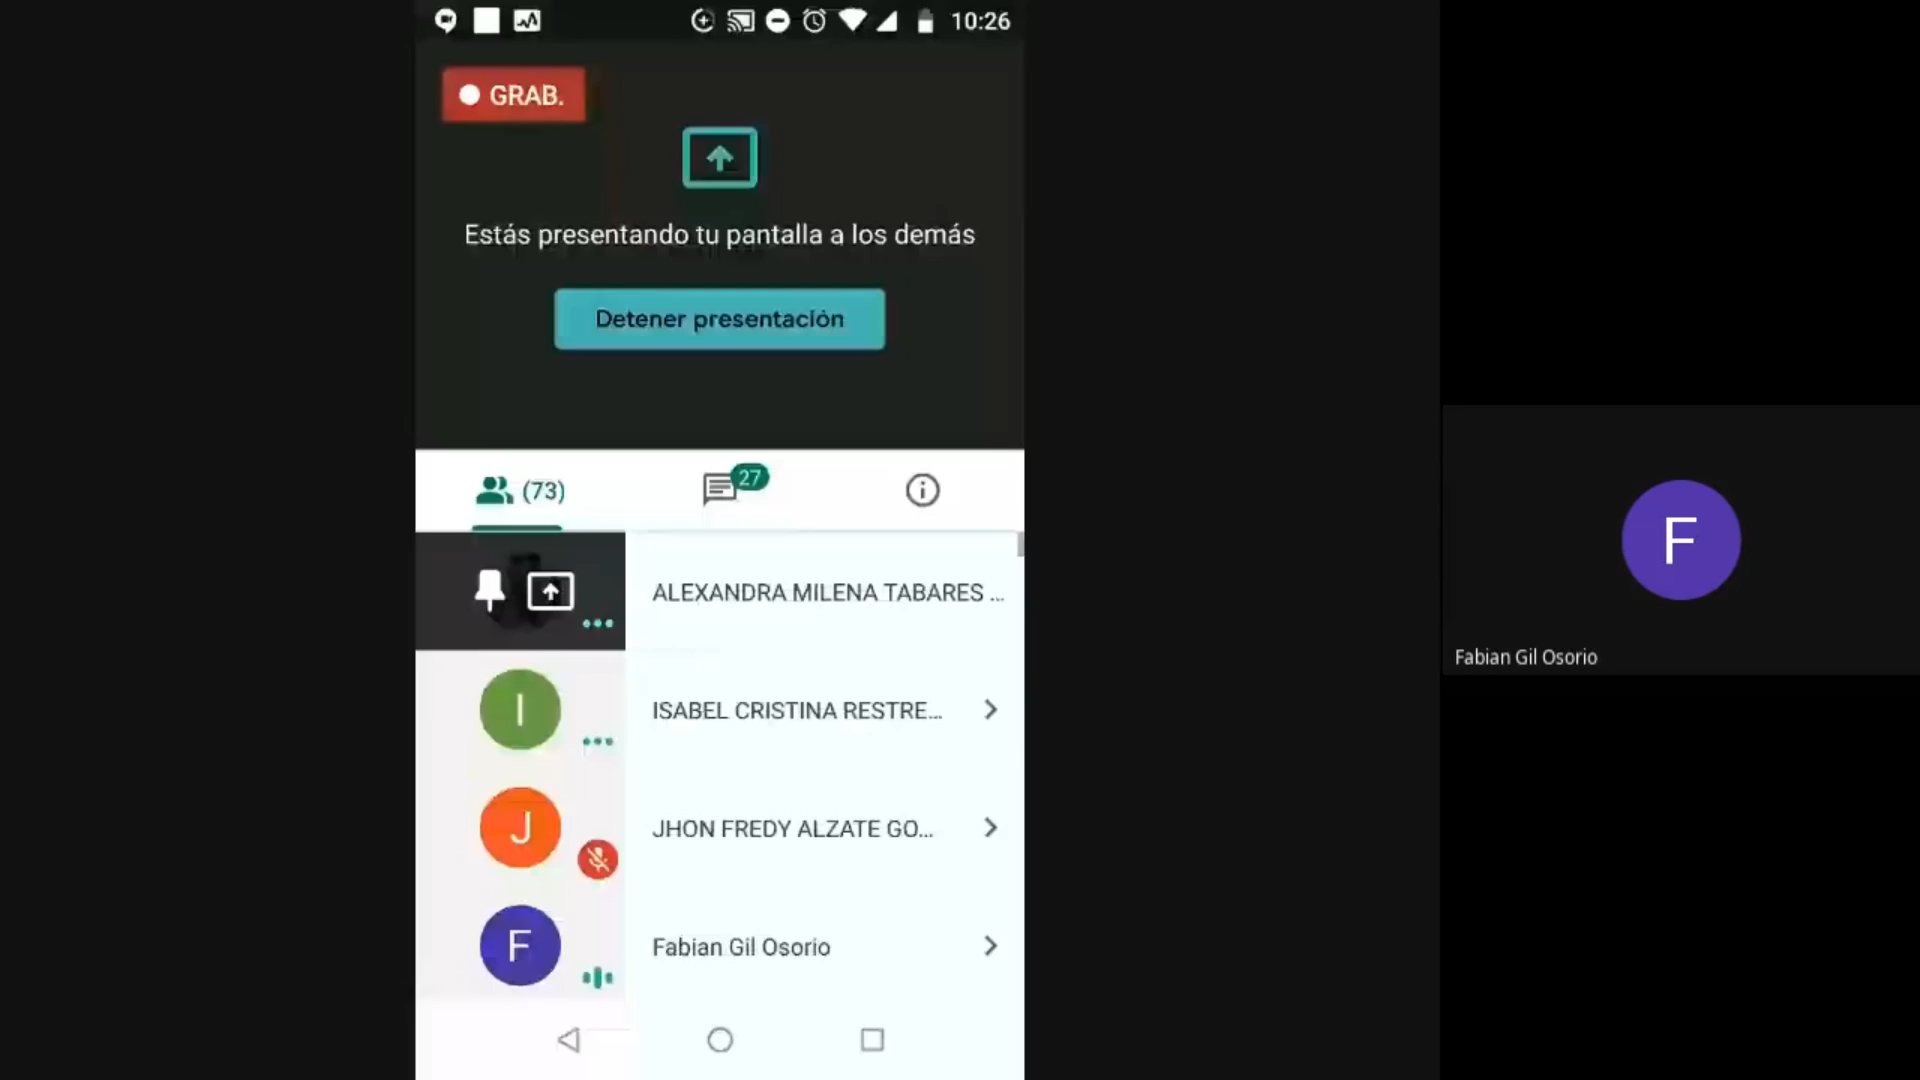 10:26
GRAB.
Estás presentando tu pantalla a los demás
Detener presentación
(73)
27
ALEXANDRA MILENA TABARES ...
I
ISABEL CRISTINA RESTRE...
J
JHON FREDY ALZATE GO...
F
Fabian Gil Osorio
F
Fabian Gil Osorio